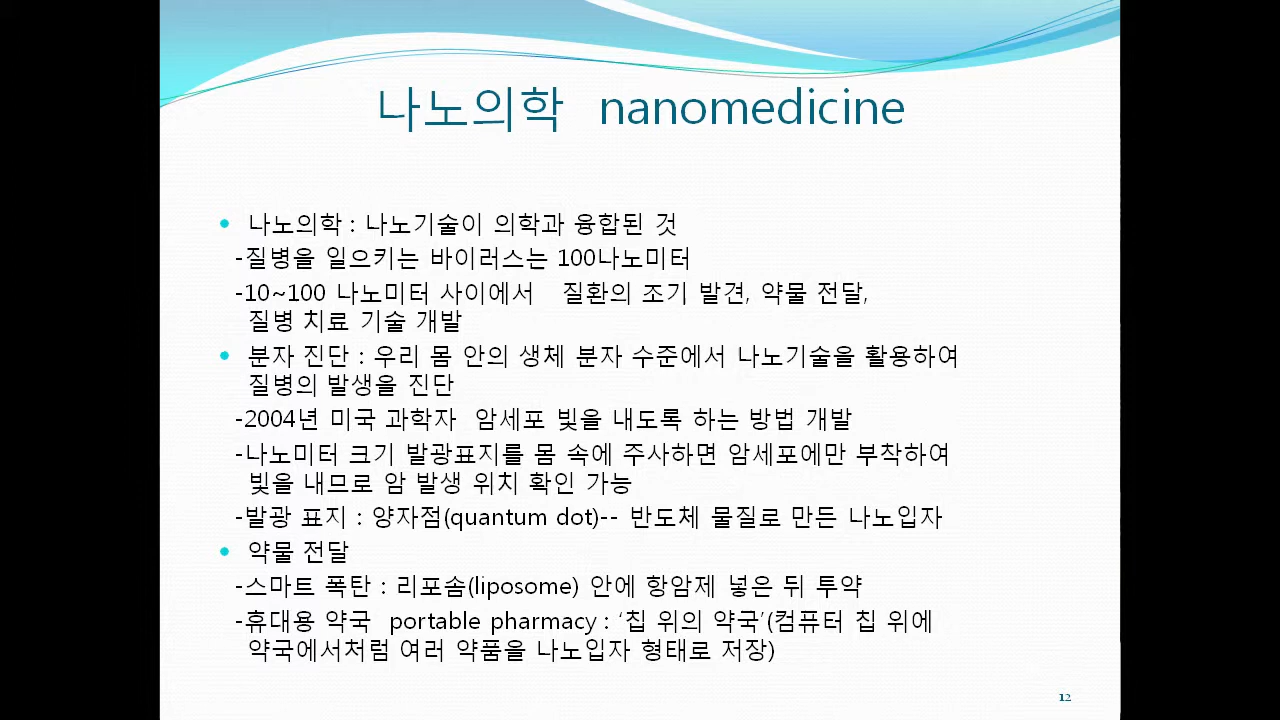 나노의학 nanomedicine
• 나노의학 : 나노기술이 의학과 융합된 것
-질병을 일으키는 바이러스는 100나노미터
-10~100 나노미터 사이에서 질환의 조기 발견, 약물 전달,
질병 치료 기술 개발
• 분자 진단 : 우리 몸 안의 생체 분자 수준에서 나노기술을 활용하여
질병의 발생을 진단
-2004년 미국 과학자 암세포 빛을 내도록 하는 방법 개발
-나노미터 크기 발광표지를 몸 속에 주사하면 암세포에만 부착하여
빛을 내므로 암 발생 위치 확인 가능
-발광 표지 : 양자점(quantum dot)-- 반도체 물질로 만든 나노입자
• 약물 전달
-스마트 폭탄 : 리포솜(liposome) 안에 항암제 넣은 뒤 투약
-휴대용 약국 portable pharmacy : ‘칩 위의 약국’(컴퓨터 칩 위에
약국에서처럼 여러 약품을 나노입자 형태로 저장)
12